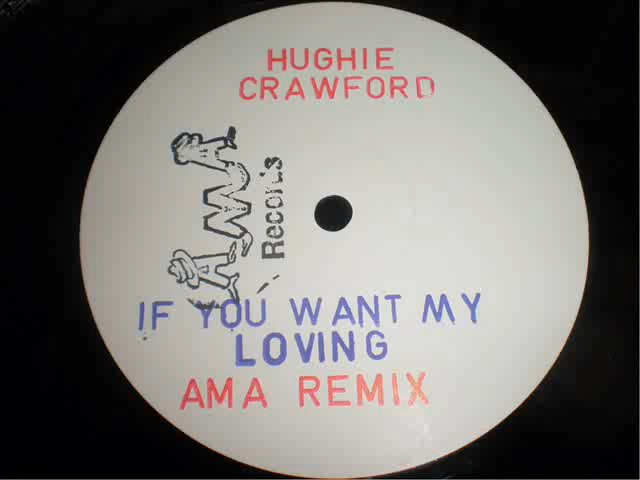 HUGHIE
CRAWFORD
AMA
Records
IF YOU WANT MY
LOVING
AMA REMIX